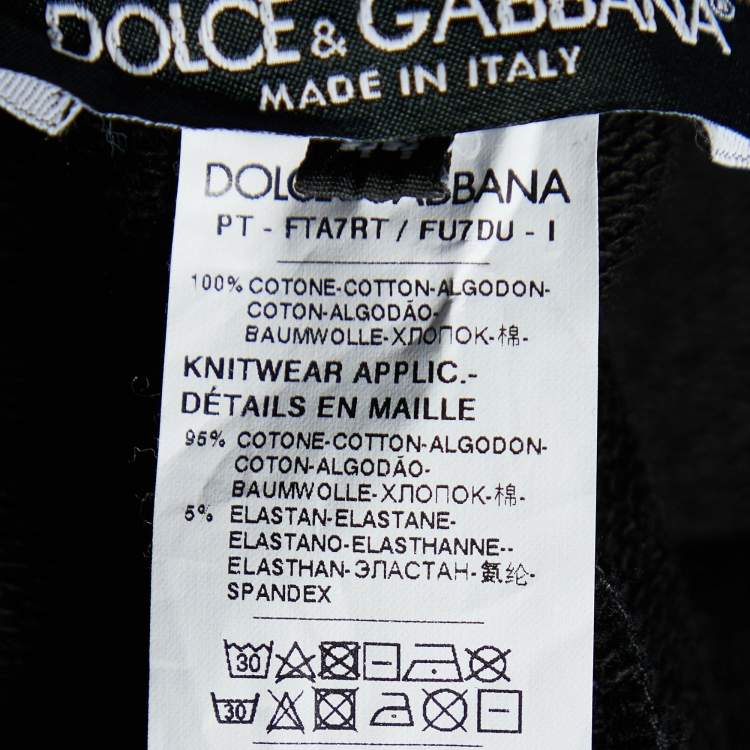 DOLCE & GABBANA
MADE IN ITALY
PT - FTA7RT / FU7DU - I
100% COTONE-COTTON-ALGODON-
COTON-ALGODÃO-
BAUMWOLLE-ХЛОПОК-棉-
KNITWEAR APPLIC.-
DÉTAILS EN MAILLE
95% COTONE-COTTON-ALGODON-
COTON-ALGODÃO-
BAUMWOLLE-ХЛОПОК-棉-
5% ELASTAN-ELASTANE-
ELASTANO-ELASTHANNE--
ELASTHAN-ЭЛАСТАН-氨纶-
SPANDEX
30
30